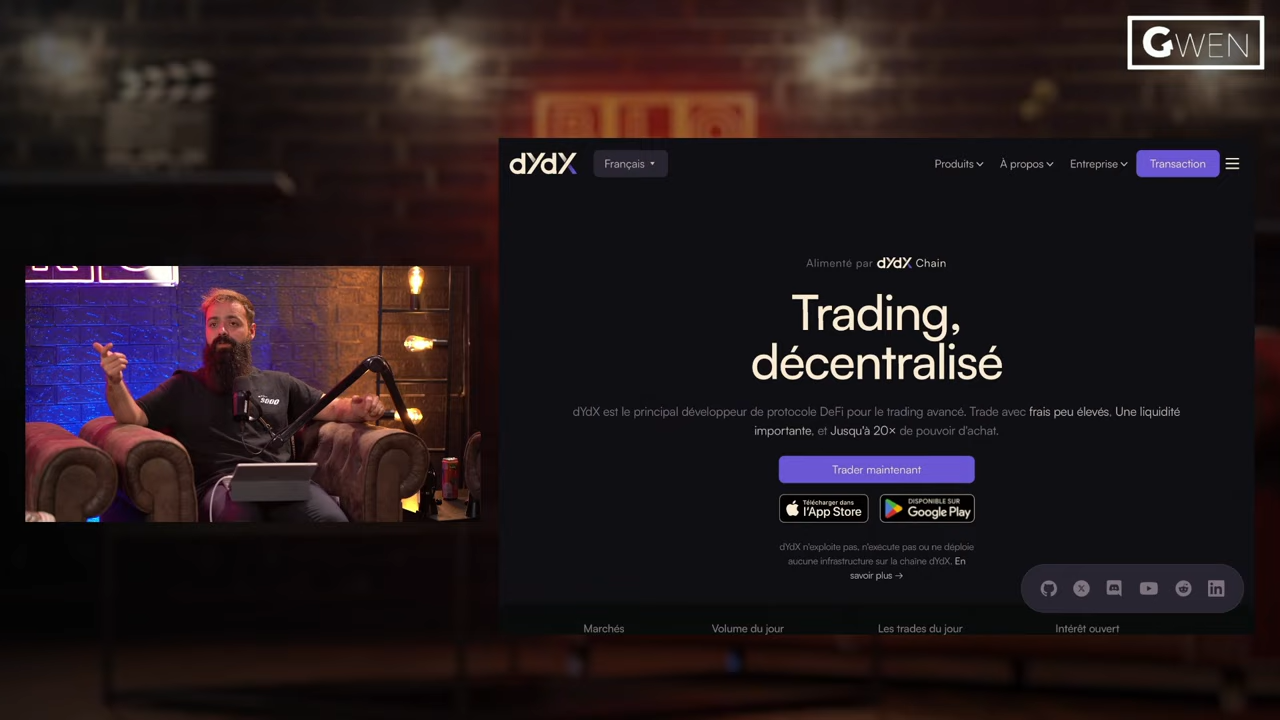 GWEN
dYdX
Français
Produits
À propos
Entreprise
Transaction
Alimenté par dYdX Chain
Trading,
décentralisé
dYdX est le principal développeur de protocole DeFi pour le trading avancé. Trade avec frais peu élevés, Une liquidité
importante, et Jusqu'à 20× de pouvoir d'achat.
Trader maintenant
Télécharger dans
l'App Store
DISPONIBLE SUR
Google Play
dYdX n'exploite pas, n'exécute pas ou ne déploie
aucune infrastructure sur la chaîne dYdX. En
savoir plus →
Marchés
Volume du jour
Les trades du jour
Intérêt ouvert